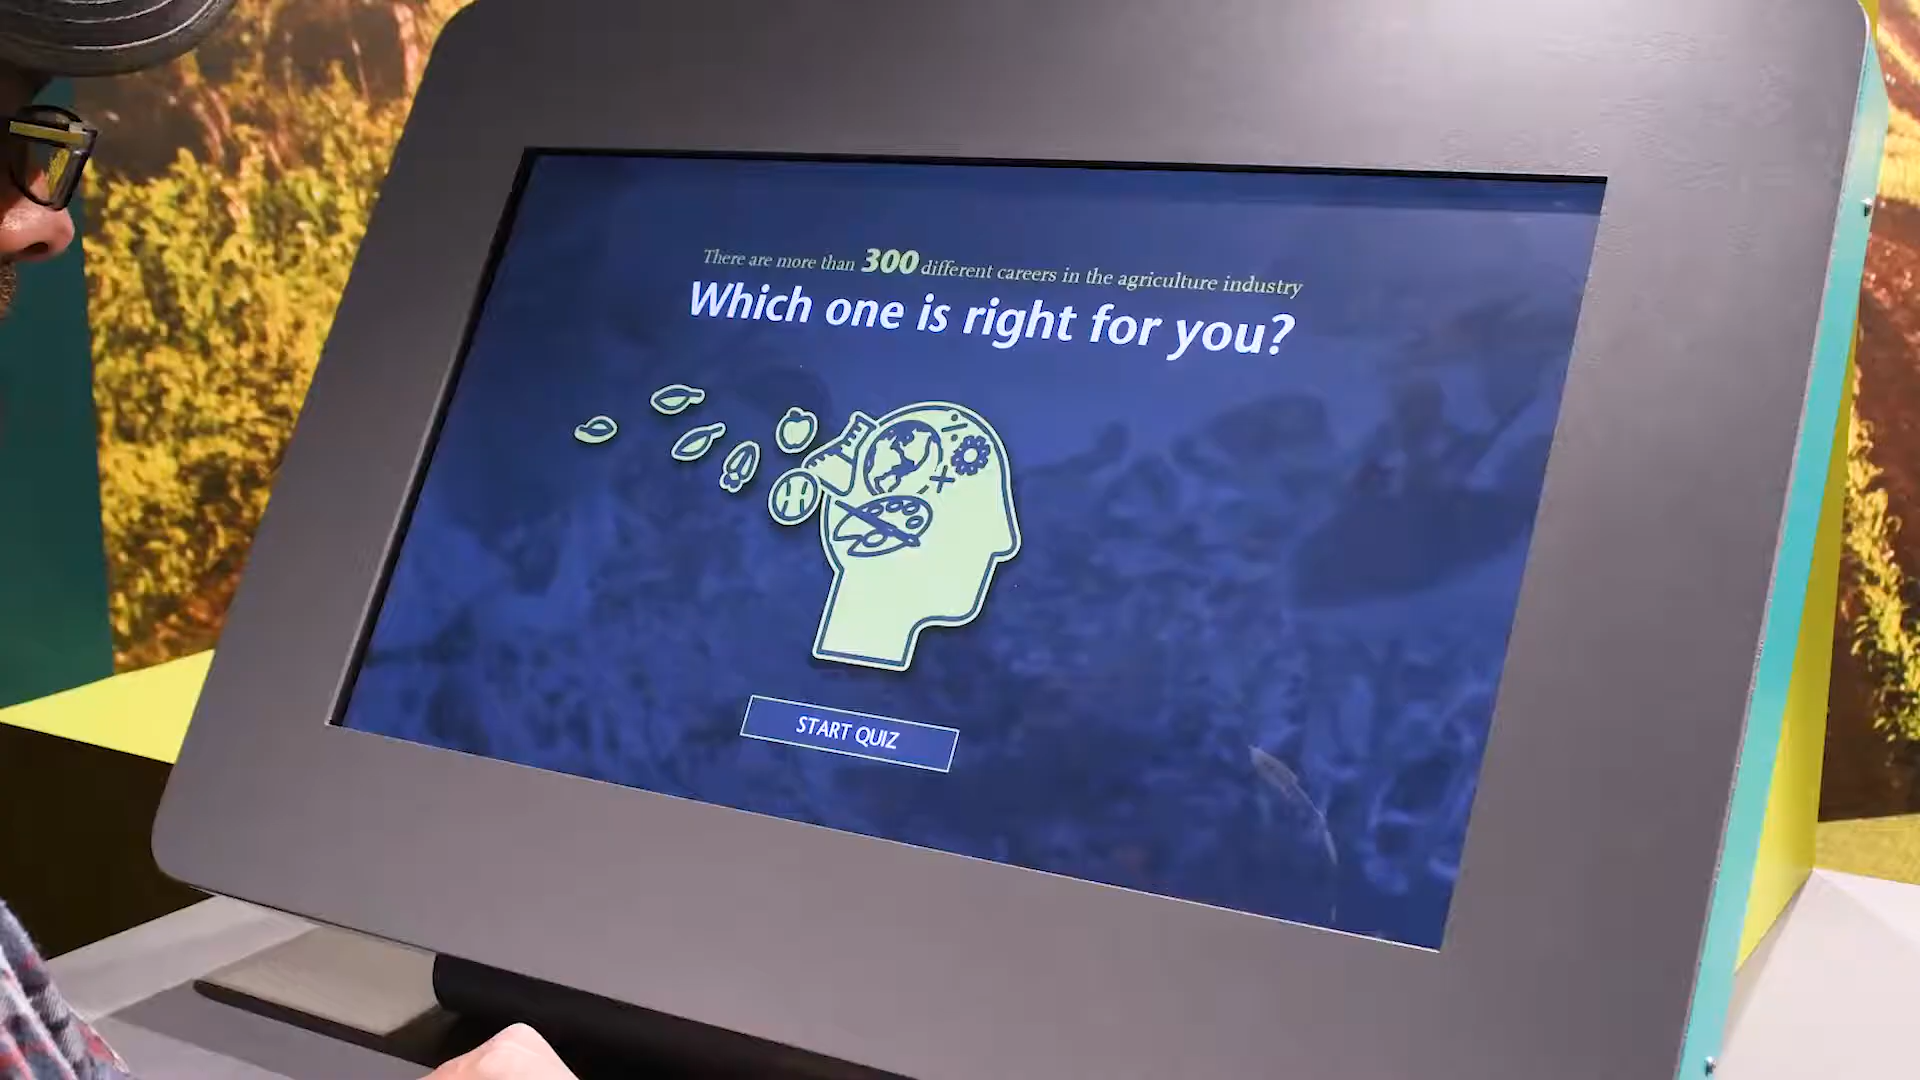 There are more than 300 different careers in the agriculture industry
Which one is right for you?
START QUIZ